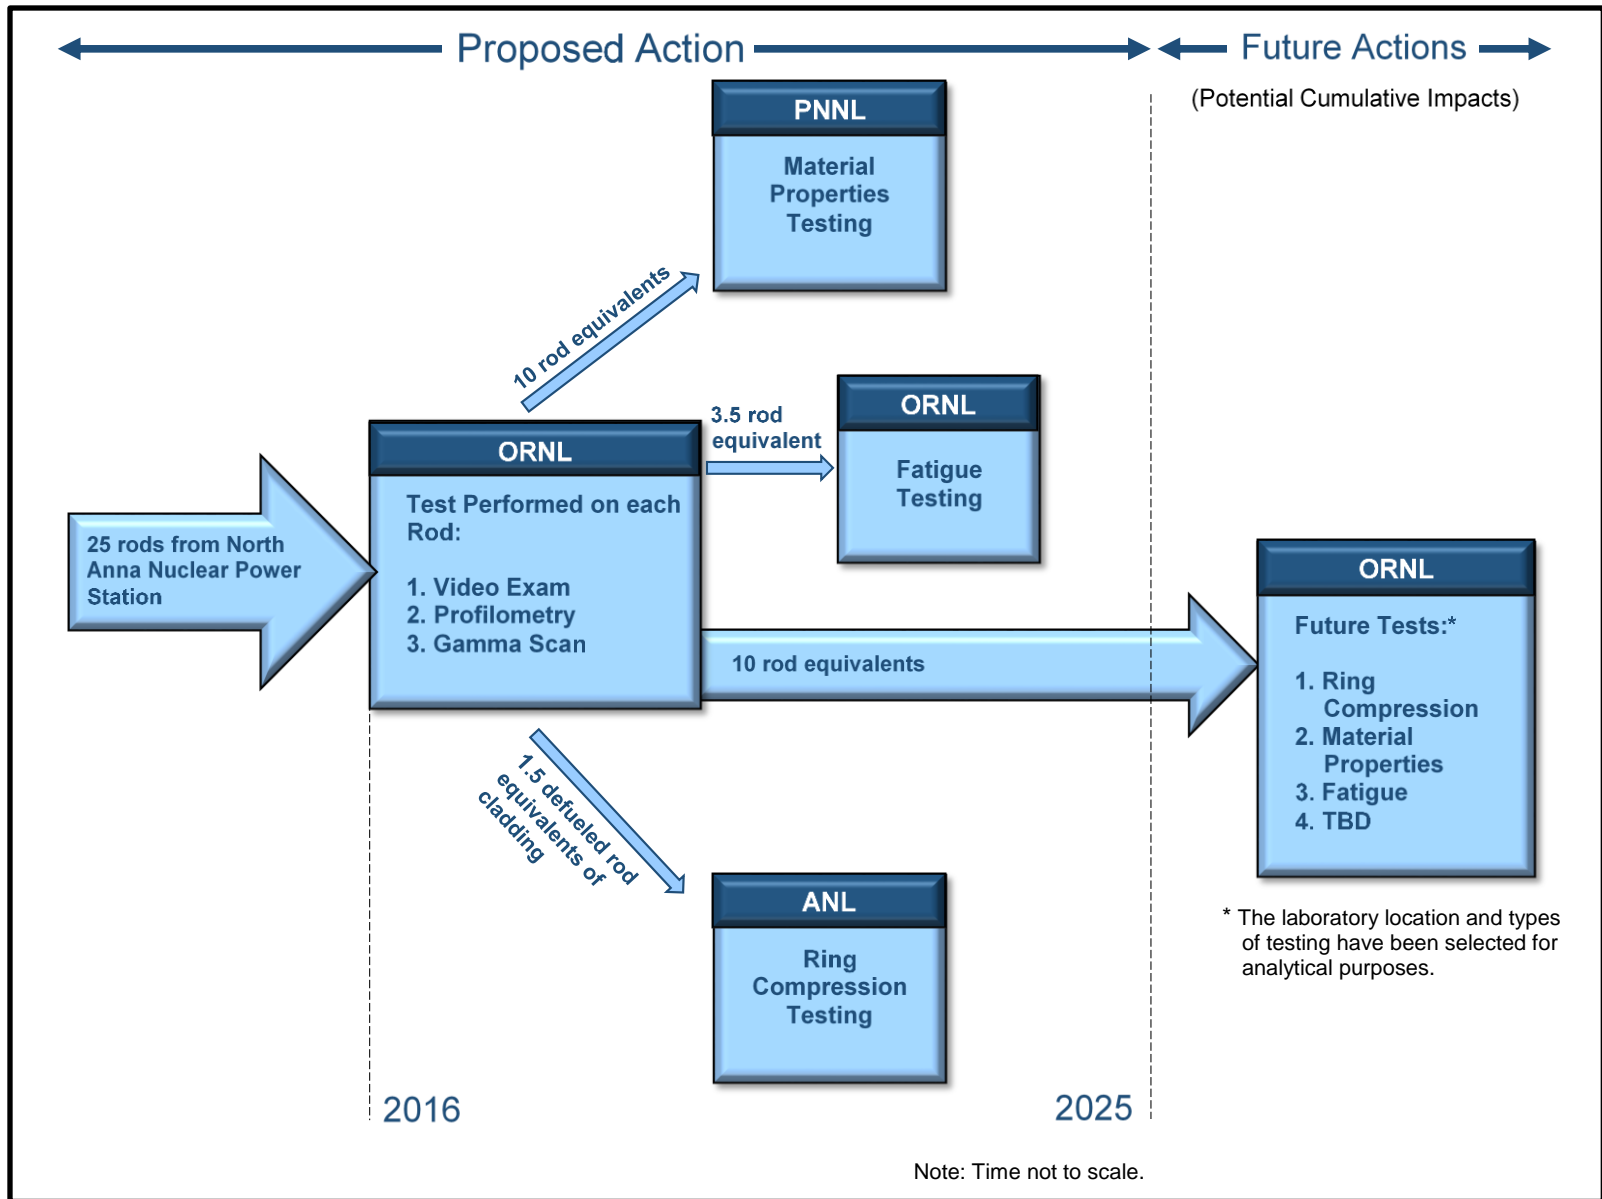 Proposed Action
Future Actions
(Potential Cumulative Impacts)
PNNL
Material
Properties
Testing
10 rod equivalents
ORNL
Fatigue
Testing
3.5 rod
equivalent
ORNL
Test Performed on each
Rod:
1. Video Exam
2. Profilometry
3. Gamma Scan
25 rods from North
Anna Nuclear Power
Station
10 rod equivalents
ORNL
Future Tests:*
1. Ring
Compression
2. Material
Properties
3. Fatigue
4. TBD
1.5 defueled rod
equivalents of
cladding
ANL
Ring
Compression
Testing
* The laboratory location and types
of testing have been selected for
analytical purposes.
2016
2025
Note: Time not to scale.